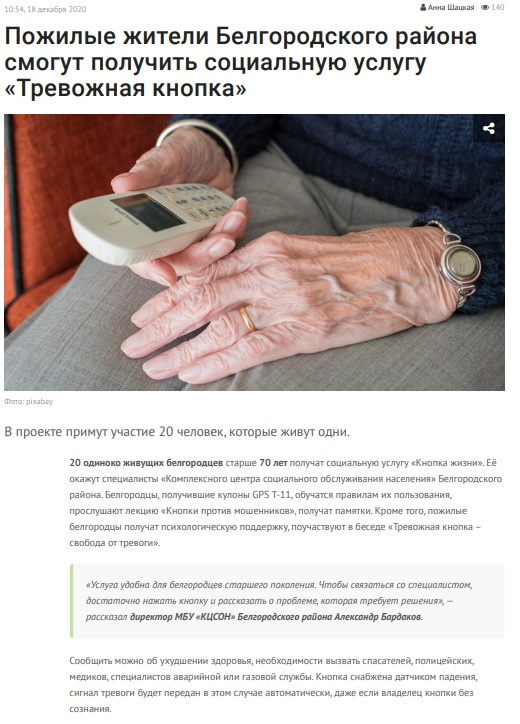 10:54, 18 декабря 2020
Анна Шацкая 140
Пожилые жители Белгородского района
смогут получить социальную услугу
«Тревожная кнопка»
Фото: pixabay
В проекте примут участие 20 человек, которые живут одни.
20 одиноко живущих белгородцев старше 70 лет получат социальную услугу «Кнопка жизни». Её
окажут специалисты «Комплексного центра социального обслуживания населения» Белгородского
района. Белгородцы, получившие кулоны GPS T-11, обучатся правилам их пользования,
прослушают лекцию «Кнопки против мошенников», получат памятки. Кроме того, пожилые
белгородцы получат психологическую поддержку, поучаствуют в беседе «Тревожная кнопка –
свобода от тревоги».
«Услуга удобна для белгородцев старшего поколения. Чтобы связаться со специалистом,
достаточно нажать кнопку и рассказать о проблеме, которая требует решения», —
рассказал директор МБУ «КЦСОН» Белгородского района Александр Бардаков.
Сообщить можно об ухудшении здоровья, необходимости вызвать спасателей, полицейских,
медиков, специалистов аварийной или газовой службы. Кнопка снабжена датчиком падения,
сигнал тревоги будет передан в этом случае автоматически, даже если владелец кнопки без
сознания.